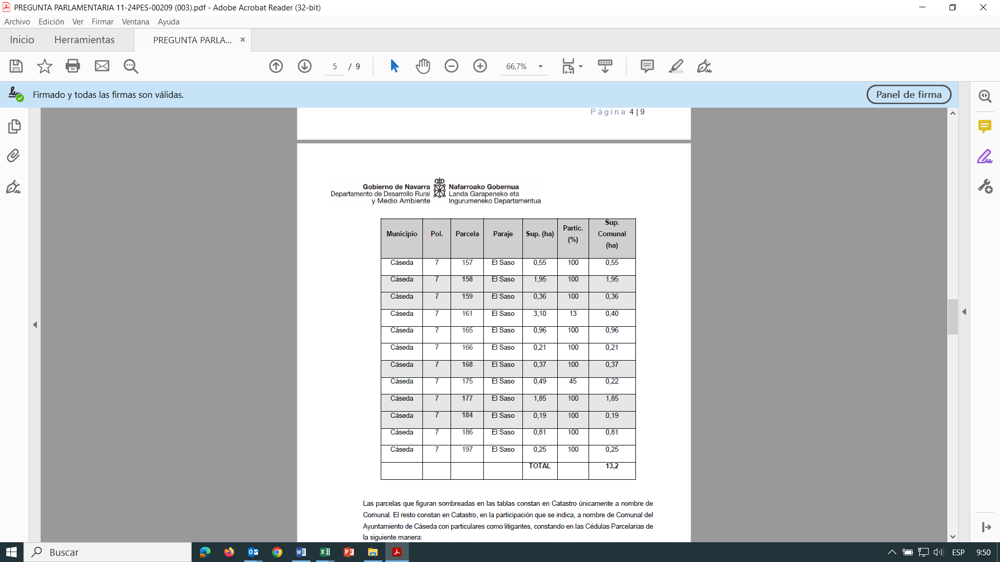 PREGUNTA PARLAMENTARIA 11-24PES-00209 (003).pdf - Adobe Acrobat Reader (32-bit)
Archivo Edición Ver Firmar Ventana Ayuda
Inicio Herramientas PREGUNTA PARLA... ×
5 / 9 66,7%
Firmado y todas las firmas son válidas. Panel de firma
Página 4 | 9
Gobierno de Navarra Nafarroako Gobernua
Departamento de Desarrollo Rural Landa Garapeneko eta
y Medio Ambiente Ingurumeneko Departamentua
Municipio Pol. Parcela Paraje Sup. (ha) Partic. (%) Sup. Comunal (ha)
Cáseda 7 157 El Saso 0,55 100 0,55
Cáseda 7 158 El Saso 1,95 100 1,95
Cáseda 7 159 El Saso 0,36 100 0,36
Cáseda 7 161 El Saso 3,10 13 0,40
Cáseda 7 165 El Saso 0,96 100 0,96
Cáseda 7 166 El Saso 0,21 100 0,21
Cáseda 7 168 El Saso 0,37 100 0,37
Cáseda 7 175 El Saso 0,49 45 0,22
Cáseda 7 177 El Saso 1,85 100 1,85
Cáseda 7 184 El Saso 0,19 100 0,19
Cáseda 7 186 El Saso 0,81 100 0,81
Cáseda 7 197 El Saso 0,25 100 0,25
TOTAL 13,2
Las parcelas que figuran sombreadas en las tablas constan en Catastro únicamente a nombre de
Comunal. El resto constan en Catastro, en la participación que se indica, a nombre de Comunal del
Ayuntamiento de Cáseda con particulares como litigantes, constando en las Cédulas Parcelarias de
la siguiente manera:
Buscar ESP 9:50